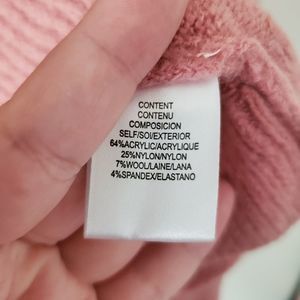 CONTENT
CONTENU
COMPOSICION
SELF/SOI/EXTERIOR
64%ACRYLIC/ACRYLIQUE
25%NYLON/NYLON
7%WOOL/LAINE/LANA
4%SPANDEX/ELASTANO